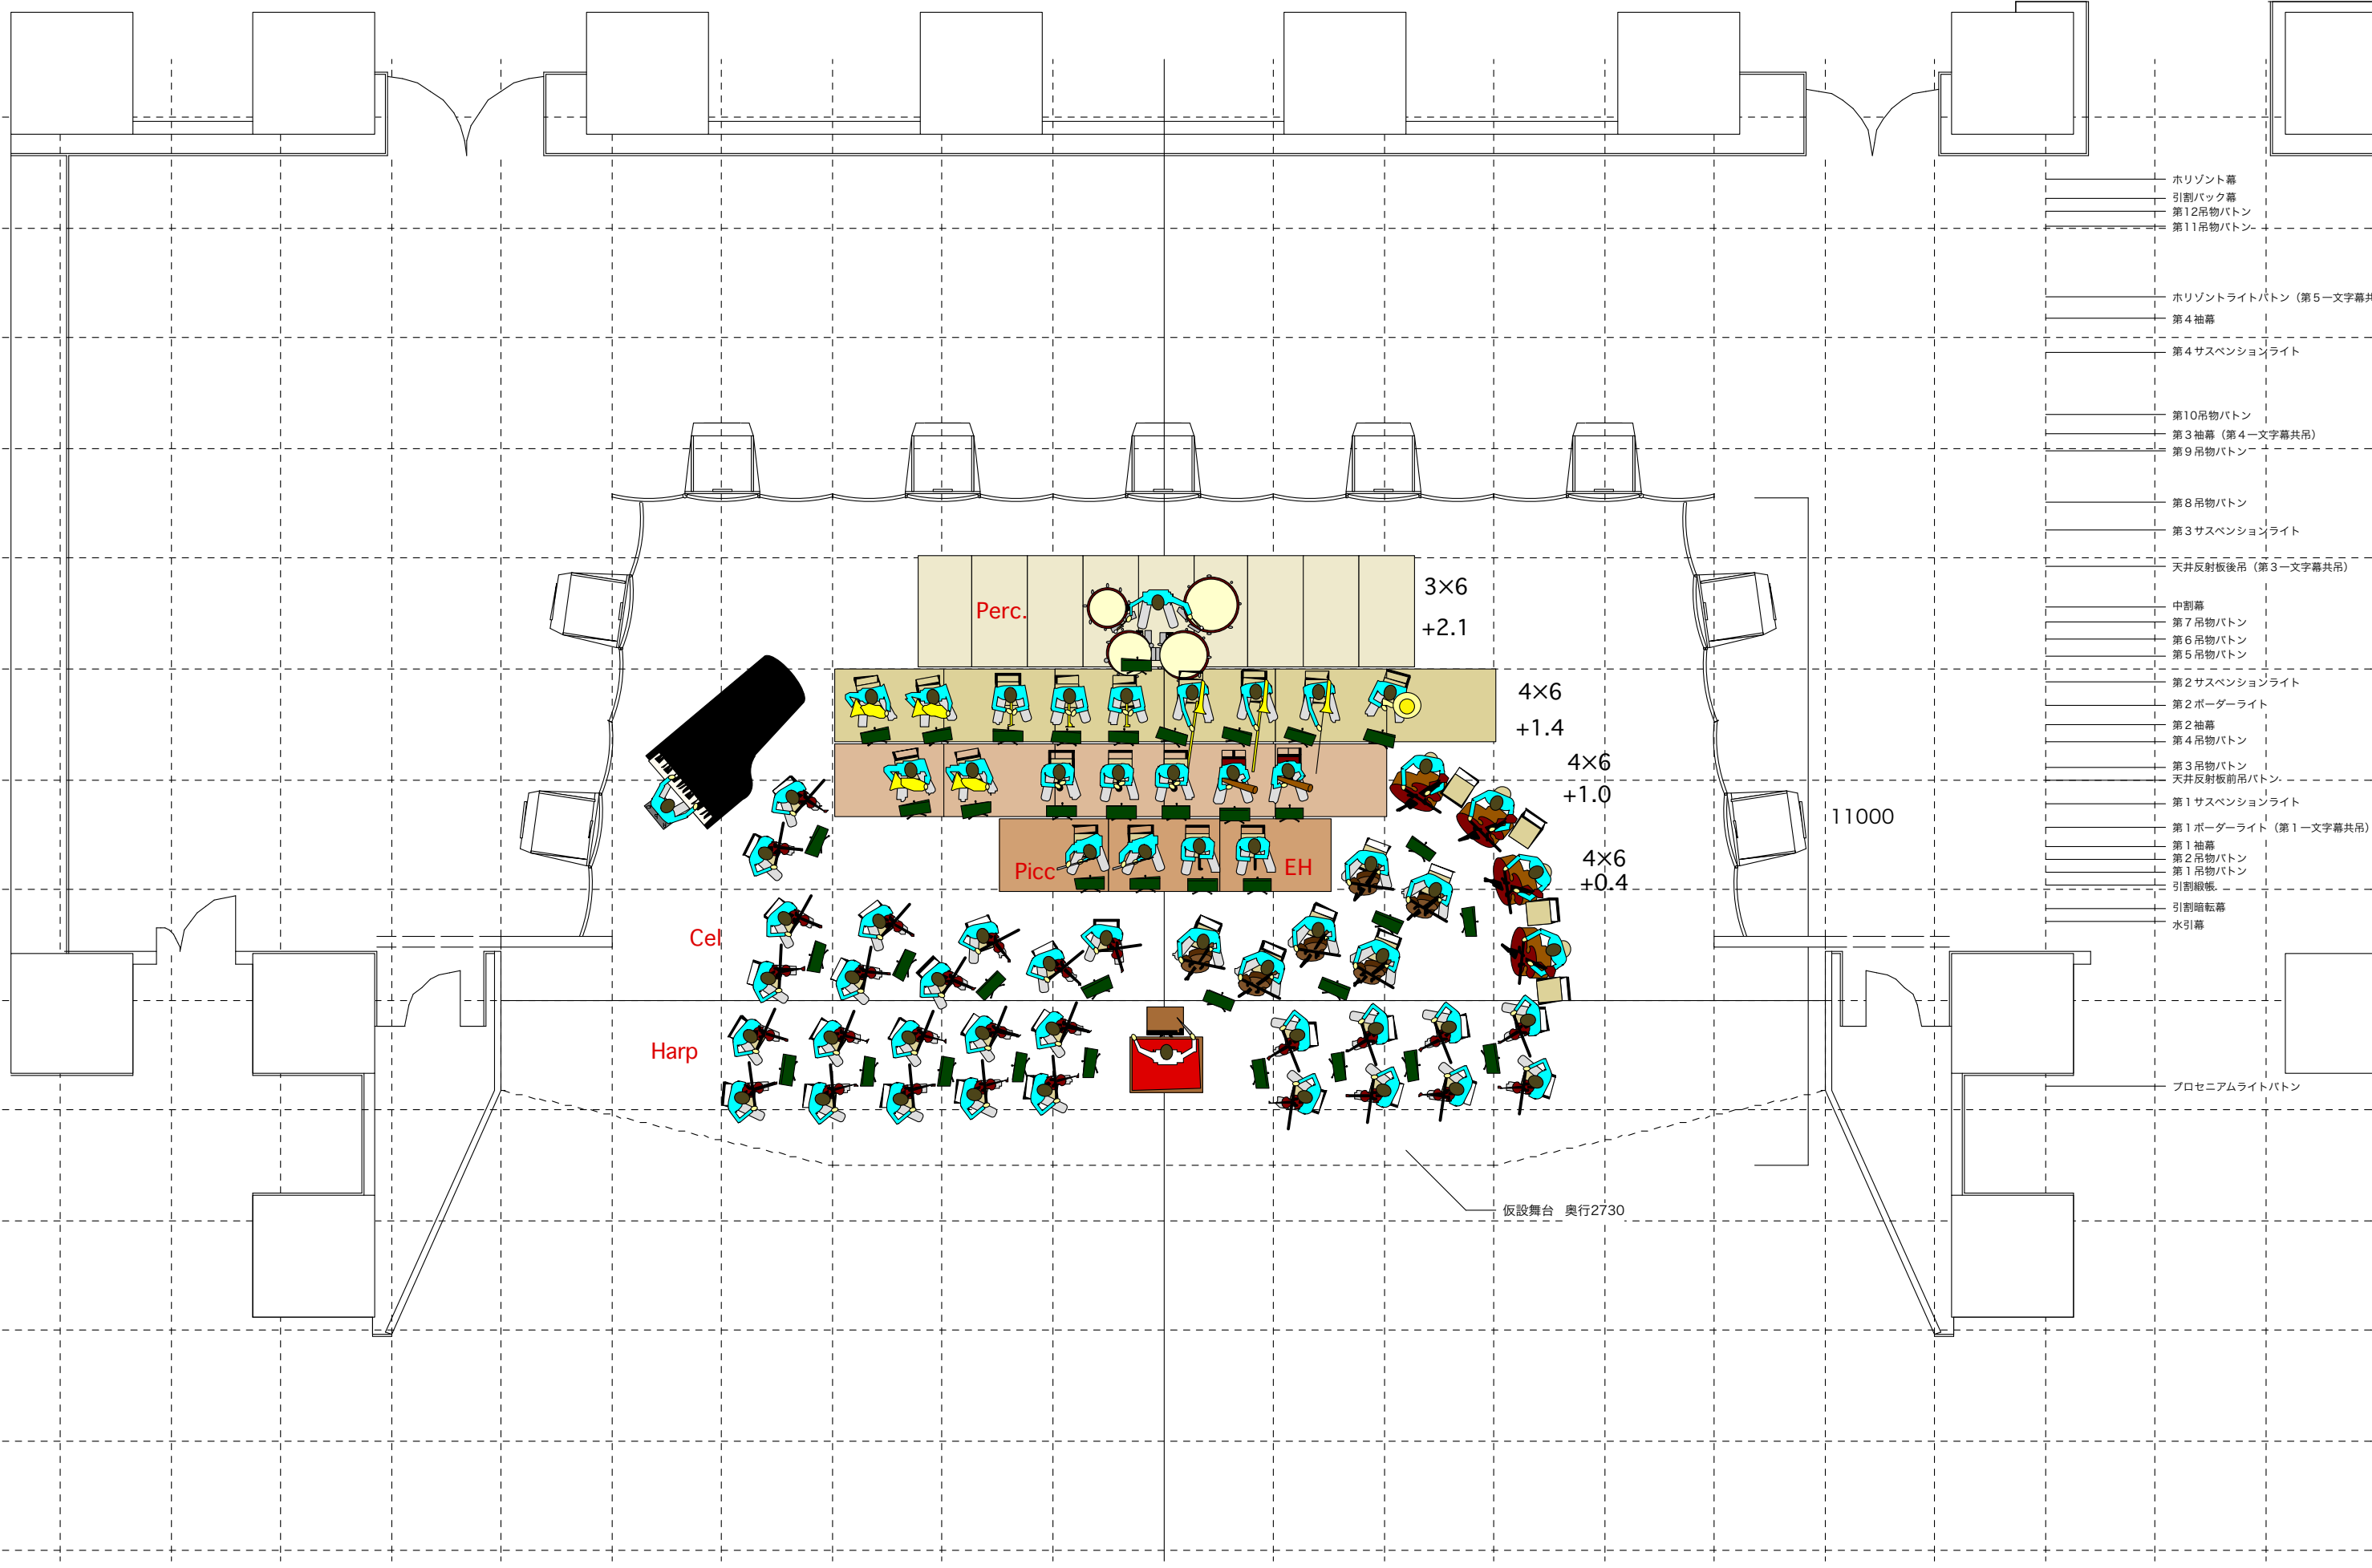 ホリゾント幕
引割バック幕
第12吊物バトン
第11吊物バトン
ホリゾントライトバトン（第５一文字幕共
第４袖幕
第４サスペンションライト
第10吊物バトン
第３袖幕（第４一文字幕共吊）
第９吊物バトン
第８吊物バトン
第３サスペンションライト
天井反射板後吊（第３一文字幕共吊）
中割幕
第７吊物バトン
第６吊物バトン
第５吊物バトン
第２サスペンションライト
第２ボーダーライト
第２袖幕
第４吊物バトン
第３吊物バトン
天井反射板前吊バトン
第１サスペンションライト
第１ボーダーライト（第１一文字幕共吊）
第１袖幕
第２吊物バトン
第１吊物バトン
引割緞帳
引割暗転幕
水引幕
プロセニアムライトバトン
3×6
+2.1
Perc.
4×6
+1.4
4×6
+1.0
11000
Picc
EH
4×6
+0.4
Cel
Harp
仮設舞台　奥行2730